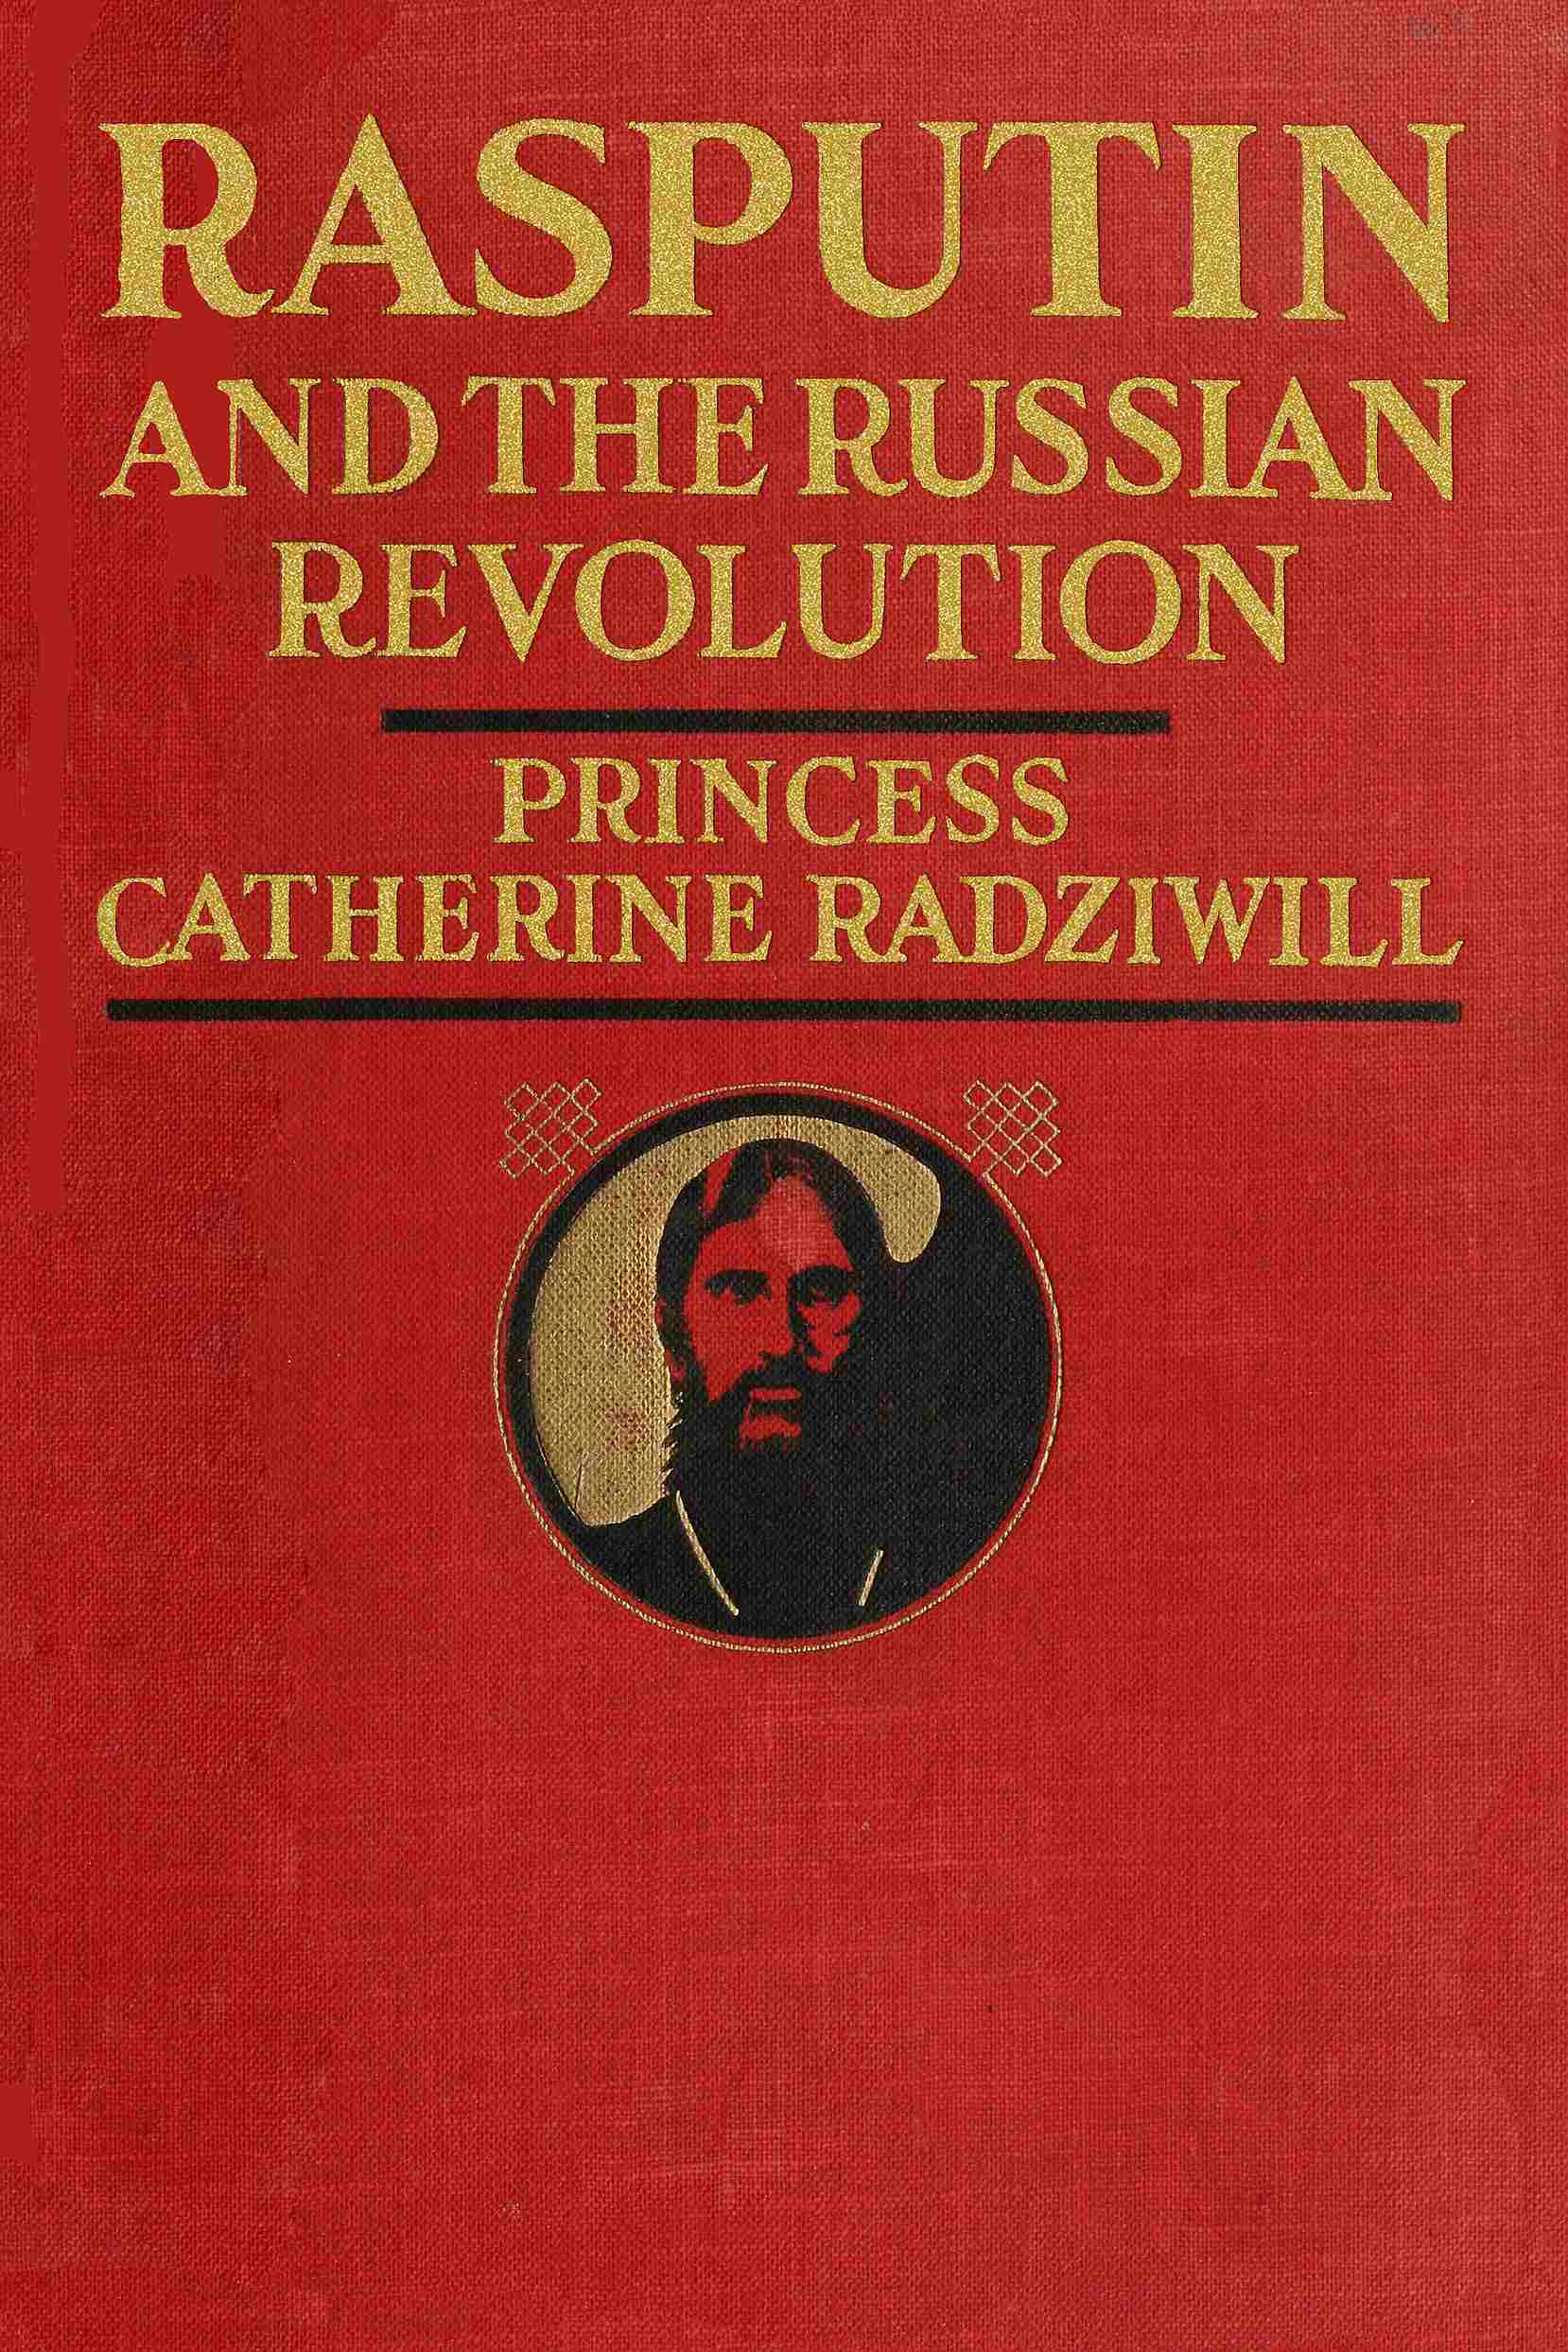 RASPUTIN
AND THE RUSSIAN
REVOLUTION
PRINCESS
CATHERINE RADZIWILL